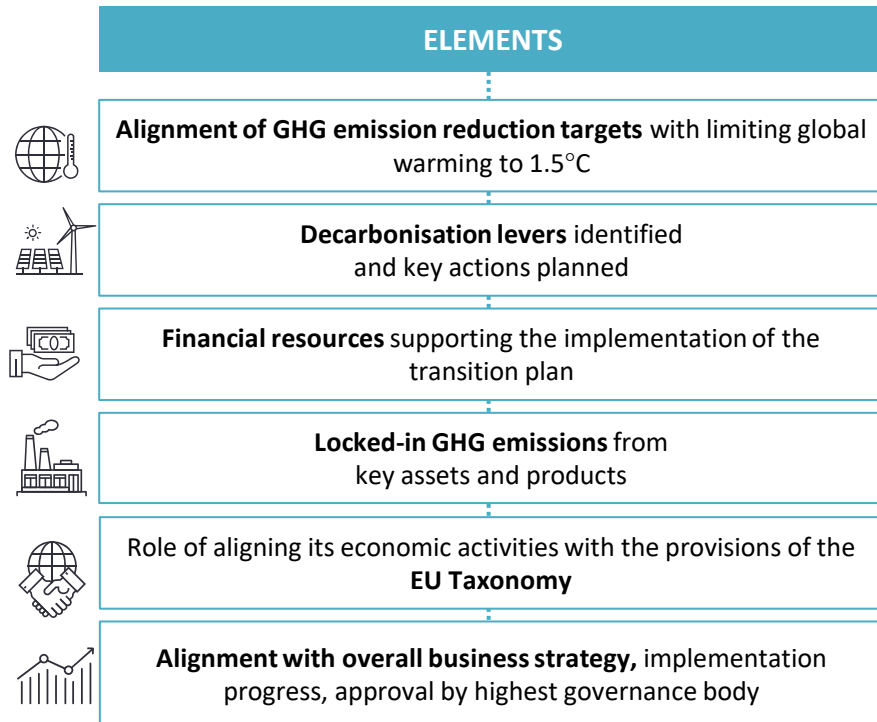 ELEMENTS
Alignment of GHG emission reduction targets with limiting global
warming to 1.5°C
Decarbonisation levers identified
and key actions planned
Financial resources supporting the implementation of the
transition plan
Locked-in GHG emissions from
key assets and products
Role of aligning its economic activities with the provisions of the
EU Taxonomy
Alignment with overall business strategy, implementation
progress, approval by highest governance body